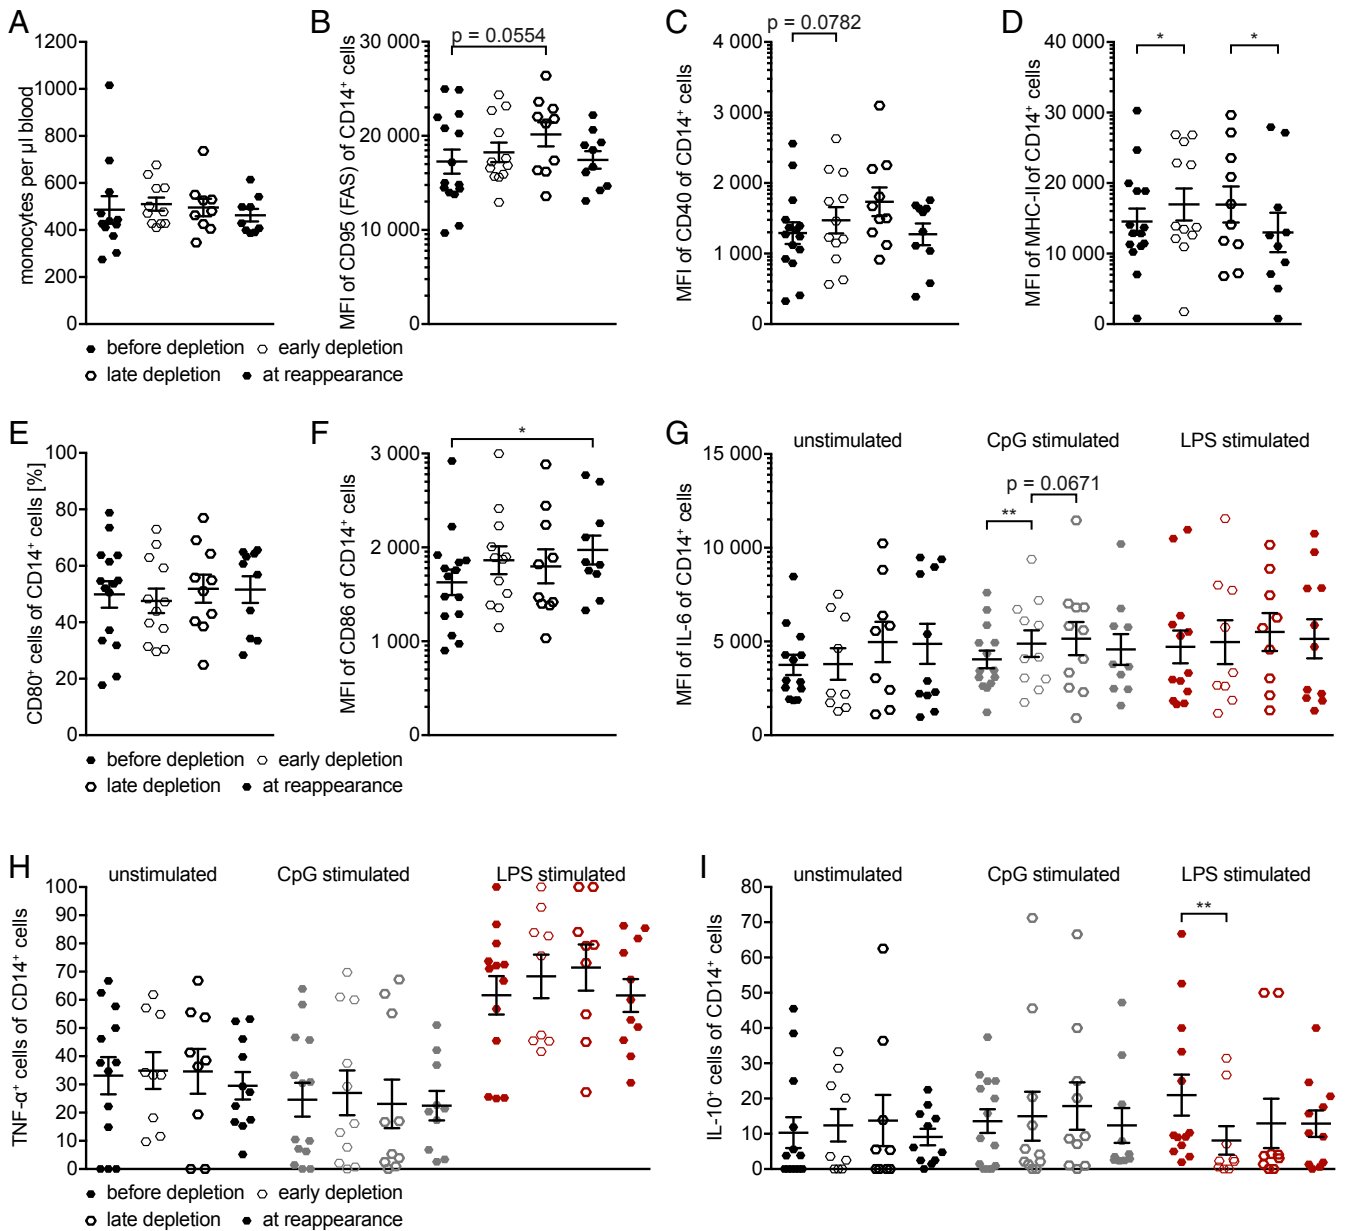 A
B
C
D
monocytes per µl blood
1200
1000
800
600
400
200
0
MFI of CD95 (FAS) of CD14⁺ cells
30 000
20 000
10 000
0
p = 0.0554
MFI of CD40 of CD14⁺ cells
4 000
3 000
2 000
1 000
0
p = 0.0782
MFI of MHC-II of CD14⁺ cells
40 000
30 000
20 000
10 000
0
*
*
before depletion
early depletion
late depletion
at reappearance
E
F
G
CD80⁺ cells of CD14⁺ cells [%]
100
80
60
40
20
0
MFI of CD86 of CD14⁺ cells
3 000
2 000
1 000
0
*
MFI of IL-6 of CD14⁺ cells
15 000
10 000
5 000
0
unstimulated
CpG stimulated
LPS stimulated
p = 0.0671
**
before depletion
early depletion
late depletion
at reappearance
H
I
TNF-α⁺ cells of CD14⁺ cells
100
90
80
70
60
50
40
30
20
10
0
unstimulated
CpG stimulated
LPS stimulated
IL-10⁺ cells of CD14⁺ cells
80
70
60
50
40
30
20
10
0
unstimulated
CpG stimulated
LPS stimulated
**
before depletion
early depletion
late depletion
at reappearance